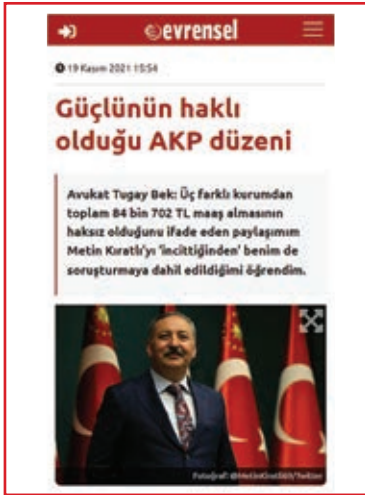 evrensel
19 Kasım 2021 15:54
Güçlünün haklı
olduğu AKP düzeni
Avukat Tugay Bek: Üç farklı kurumdan
toplam 84 bin 702 TL maaş almasının
haksız olduğunu ifade eden paylaşımım
Metin Kıratlı'yı 'incittiğinden' benim de
soruşturmaya dahil edildiğimi öğrendim.